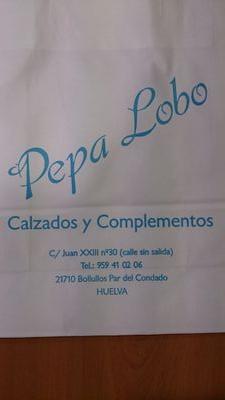 Pepa Lobo
Calzados y Complementos
C/ Juan XXIII nº30 (calle sin salida)
Tel.: 959 41 02 06
21710 Bollullos Par del Condado
HUELVA